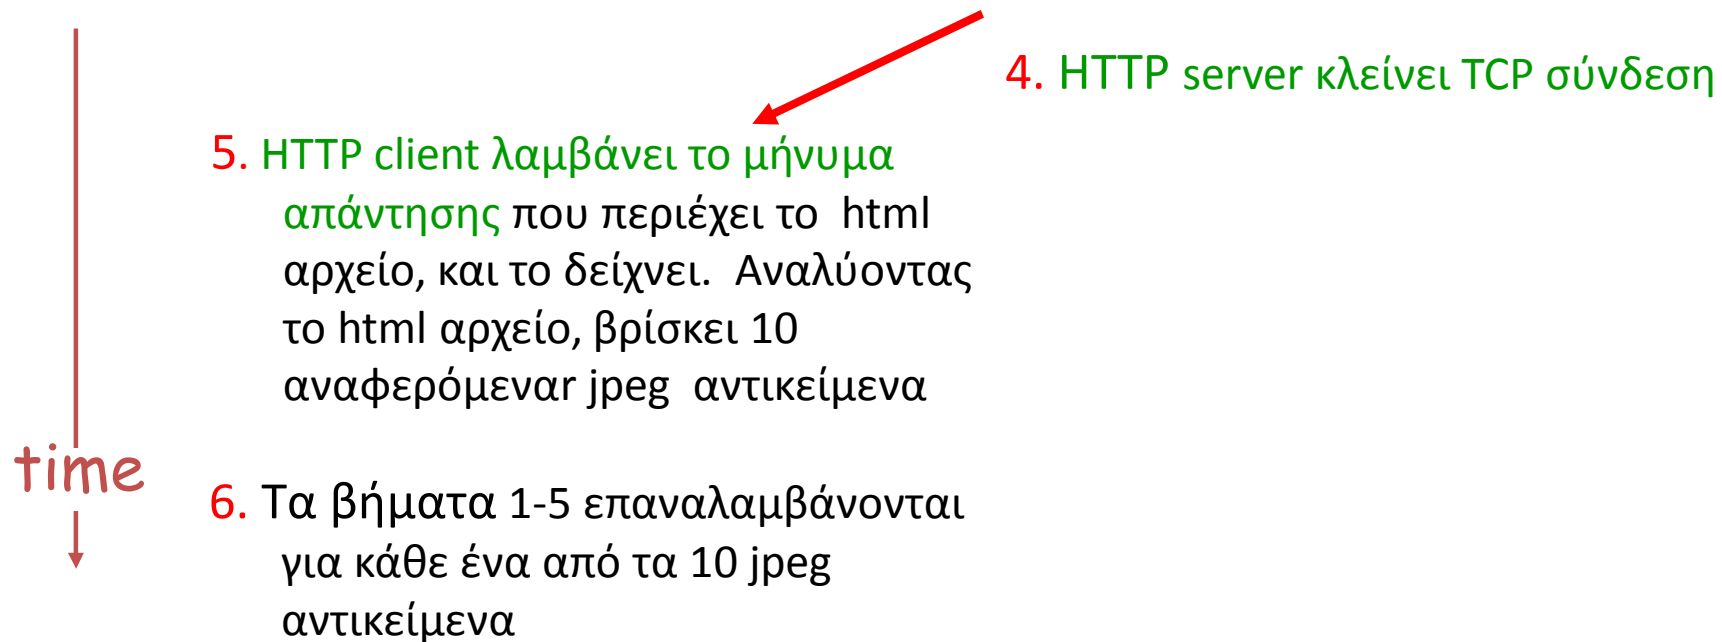 4. HTTP server κλείνει TCP σύνδεση
5. HTTP client λαμβάνει το μήνυμα
απάντησης που περιέχει το html
αρχείο, και το δείχνει. Αναλύοντας
το html αρχείο, βρίσκει 10
αναφερόμεναr jpeg αντικείμενα
time
6. Τα βήματα 1-5 επαναλαμβάνονται
για κάθε ένα από τα 10 jpeg
αντικείμενα